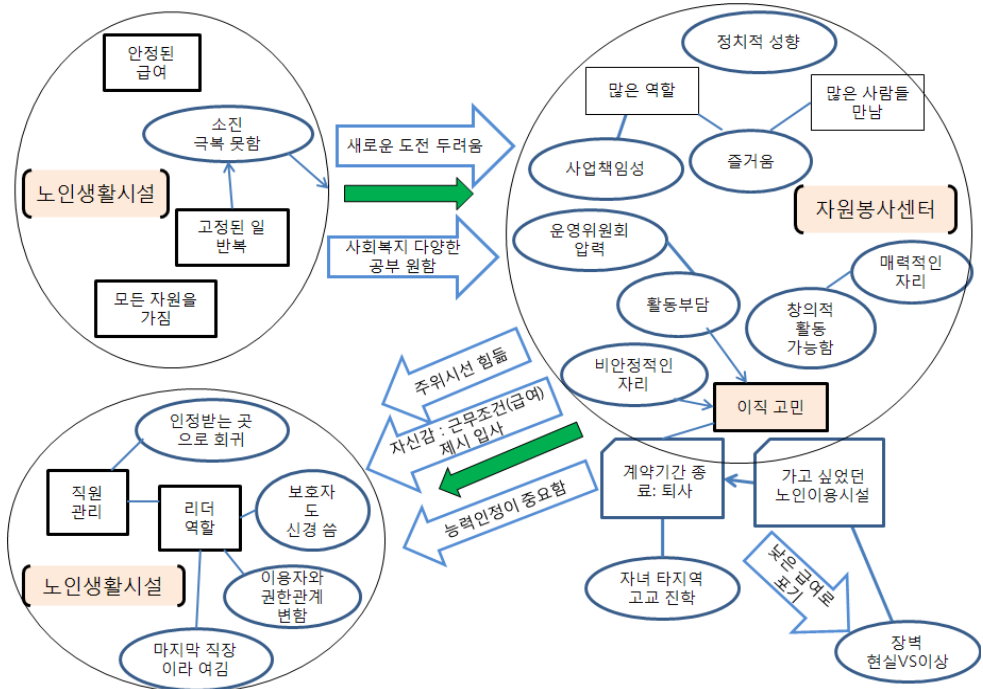 안정된
급여
소진
극복 못함
노인생활시설
고정된 일
반복
모든 자원을
가짐
새로운 도전 두려움
사회복지 다양한
공부 원함
정치적 성향
많은 역할
많은 사람들
만남
사업책임성
즐거움
자원봉사센터
운영위원회
압력
매력적인
자리
활동부담
창의적
활동
가능함
비안정적인
자리
이직 고민
주위시선 힘듦
자신감 : 근무조건(급여)
제시 입사
능력인정이 중요함
계약기간 종
료: 퇴사
가고 싶었던
노인이용시설
자녀 타지역
고교 진학
낮은 급여로
포기
장벽
현실VS이상
인정받는 곳
으로 회귀
직원
관리
리더
역할
보호자
도
신경 씀
노인생활시설
이용자와
권한관계
변함
마지막 직장
이라 여김